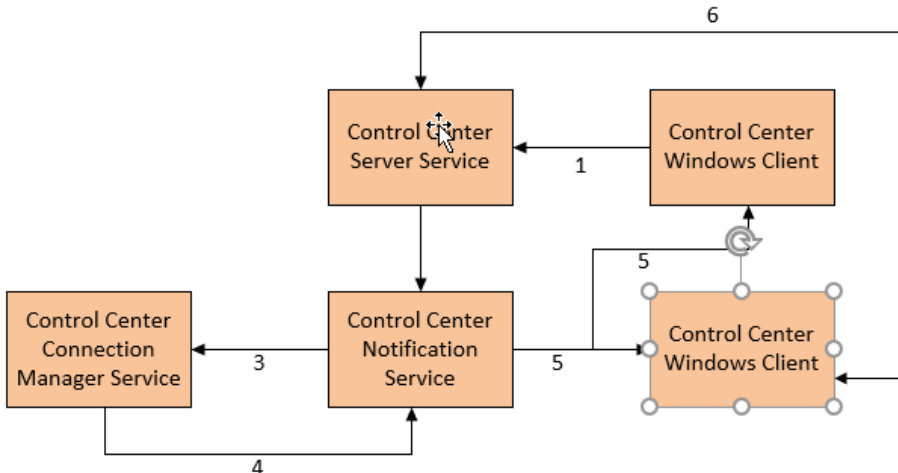 6
Control Center
Server Service
Control Center
Windows Client
1
5
Control Center
Connection
Manager Service
3
Control Center
Notification
Service
5
Control Center
Windows Client
4